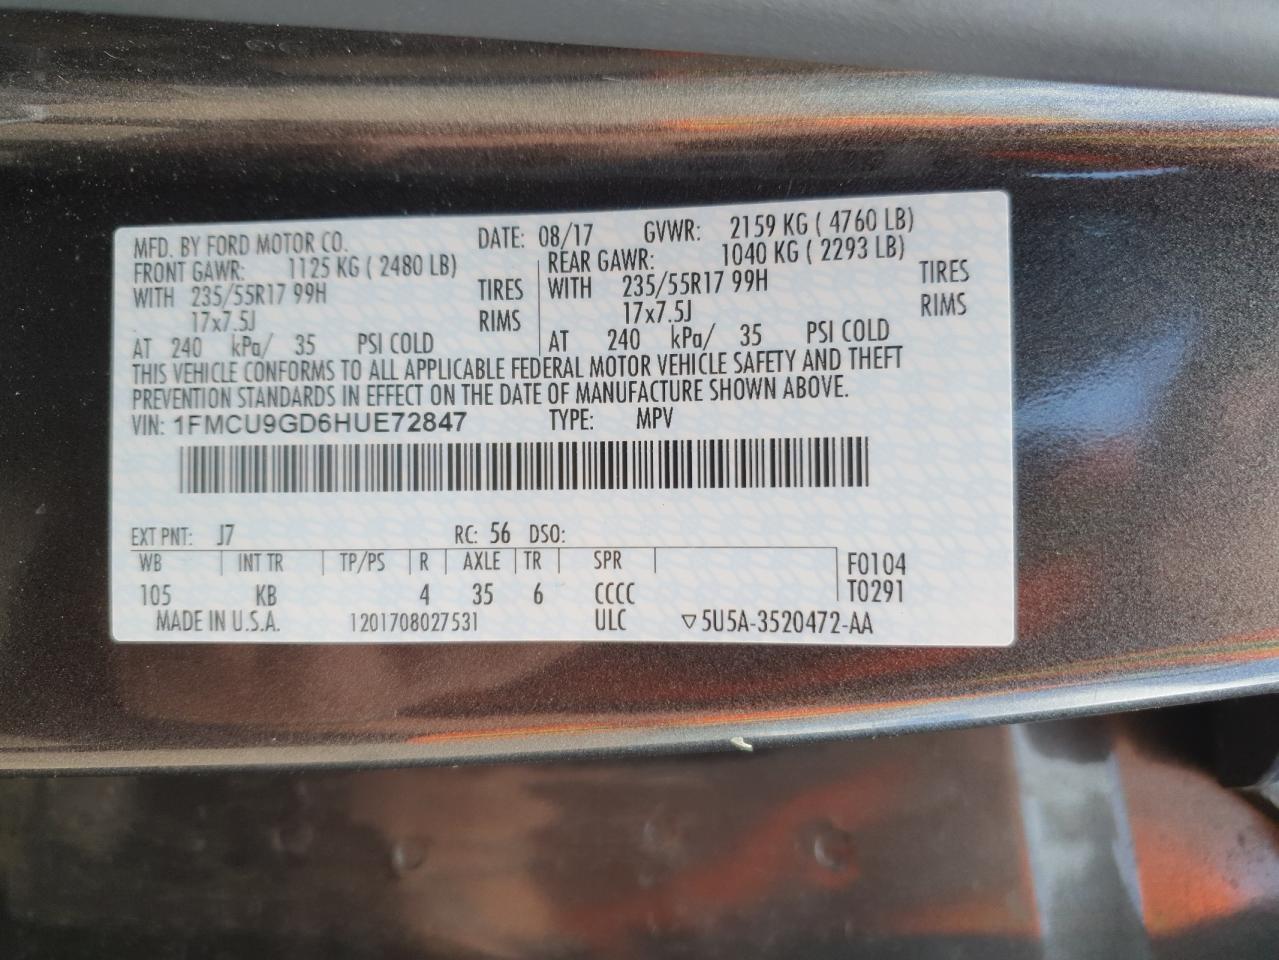 MFD. BY FORD MOTOR CO. DATE: 08/17 GVWR: 2159 KG ( 4760 LB)
FRONT GAWR: 1125 KG ( 2480 LB) REAR GAWR: 1040 KG ( 2293 LB)
WITH 235/55R17 99H TIRES WITH 235/55R17 99H TIRES
17x7.5J RIMS 17x7.5J RIMS
AT 240 kPa/ 35 PSI COLD AT 240 kPa/ 35 PSI COLD
THIS VEHICLE CONFORMS TO ALL APPLICABLE FEDERAL MOTOR VEHICLE SAFETY AND THEFT
PREVENTION STANDARDS IN EFFECT ON THE DATE OF MANUFACTURE SHOWN ABOVE.
VIN: 1FMCU9GD6HUE72847 TYPE: MPV
EXT PNT: J7 RC: 56 DSO:
WB INT TR TP/PS R AXLE TR SPR F0104
105 KB 4 35 6 CCCC T0291
MADE IN U.S.A. 1201708027531 ULC ▽5U5A-3520472-AA